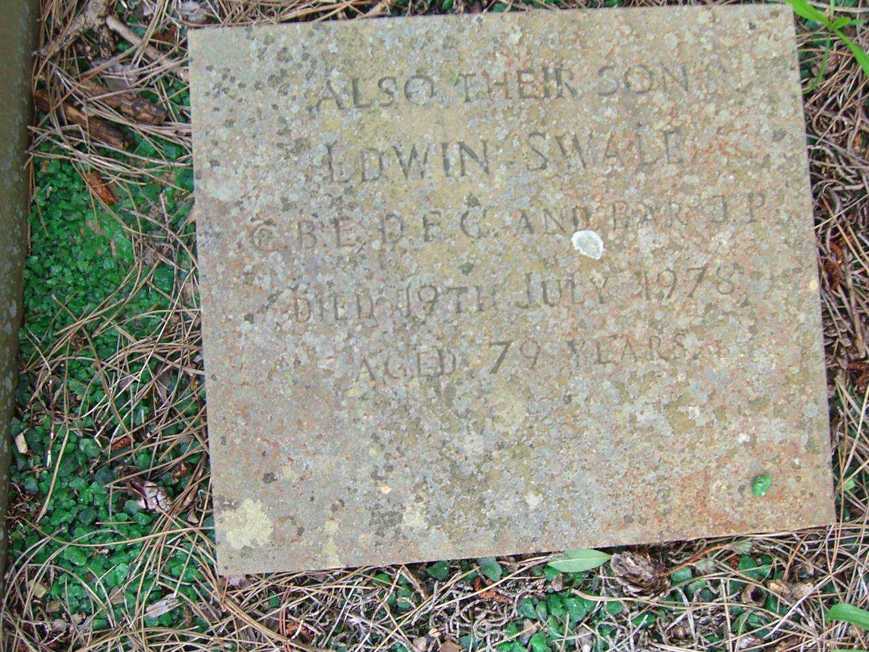 ALSO THEIR SON
EDWIN SWALE
C.B.E. D.F.C. AND BAR J.P.
DIED 19TH JULY 1978
AGED 79 YEARS